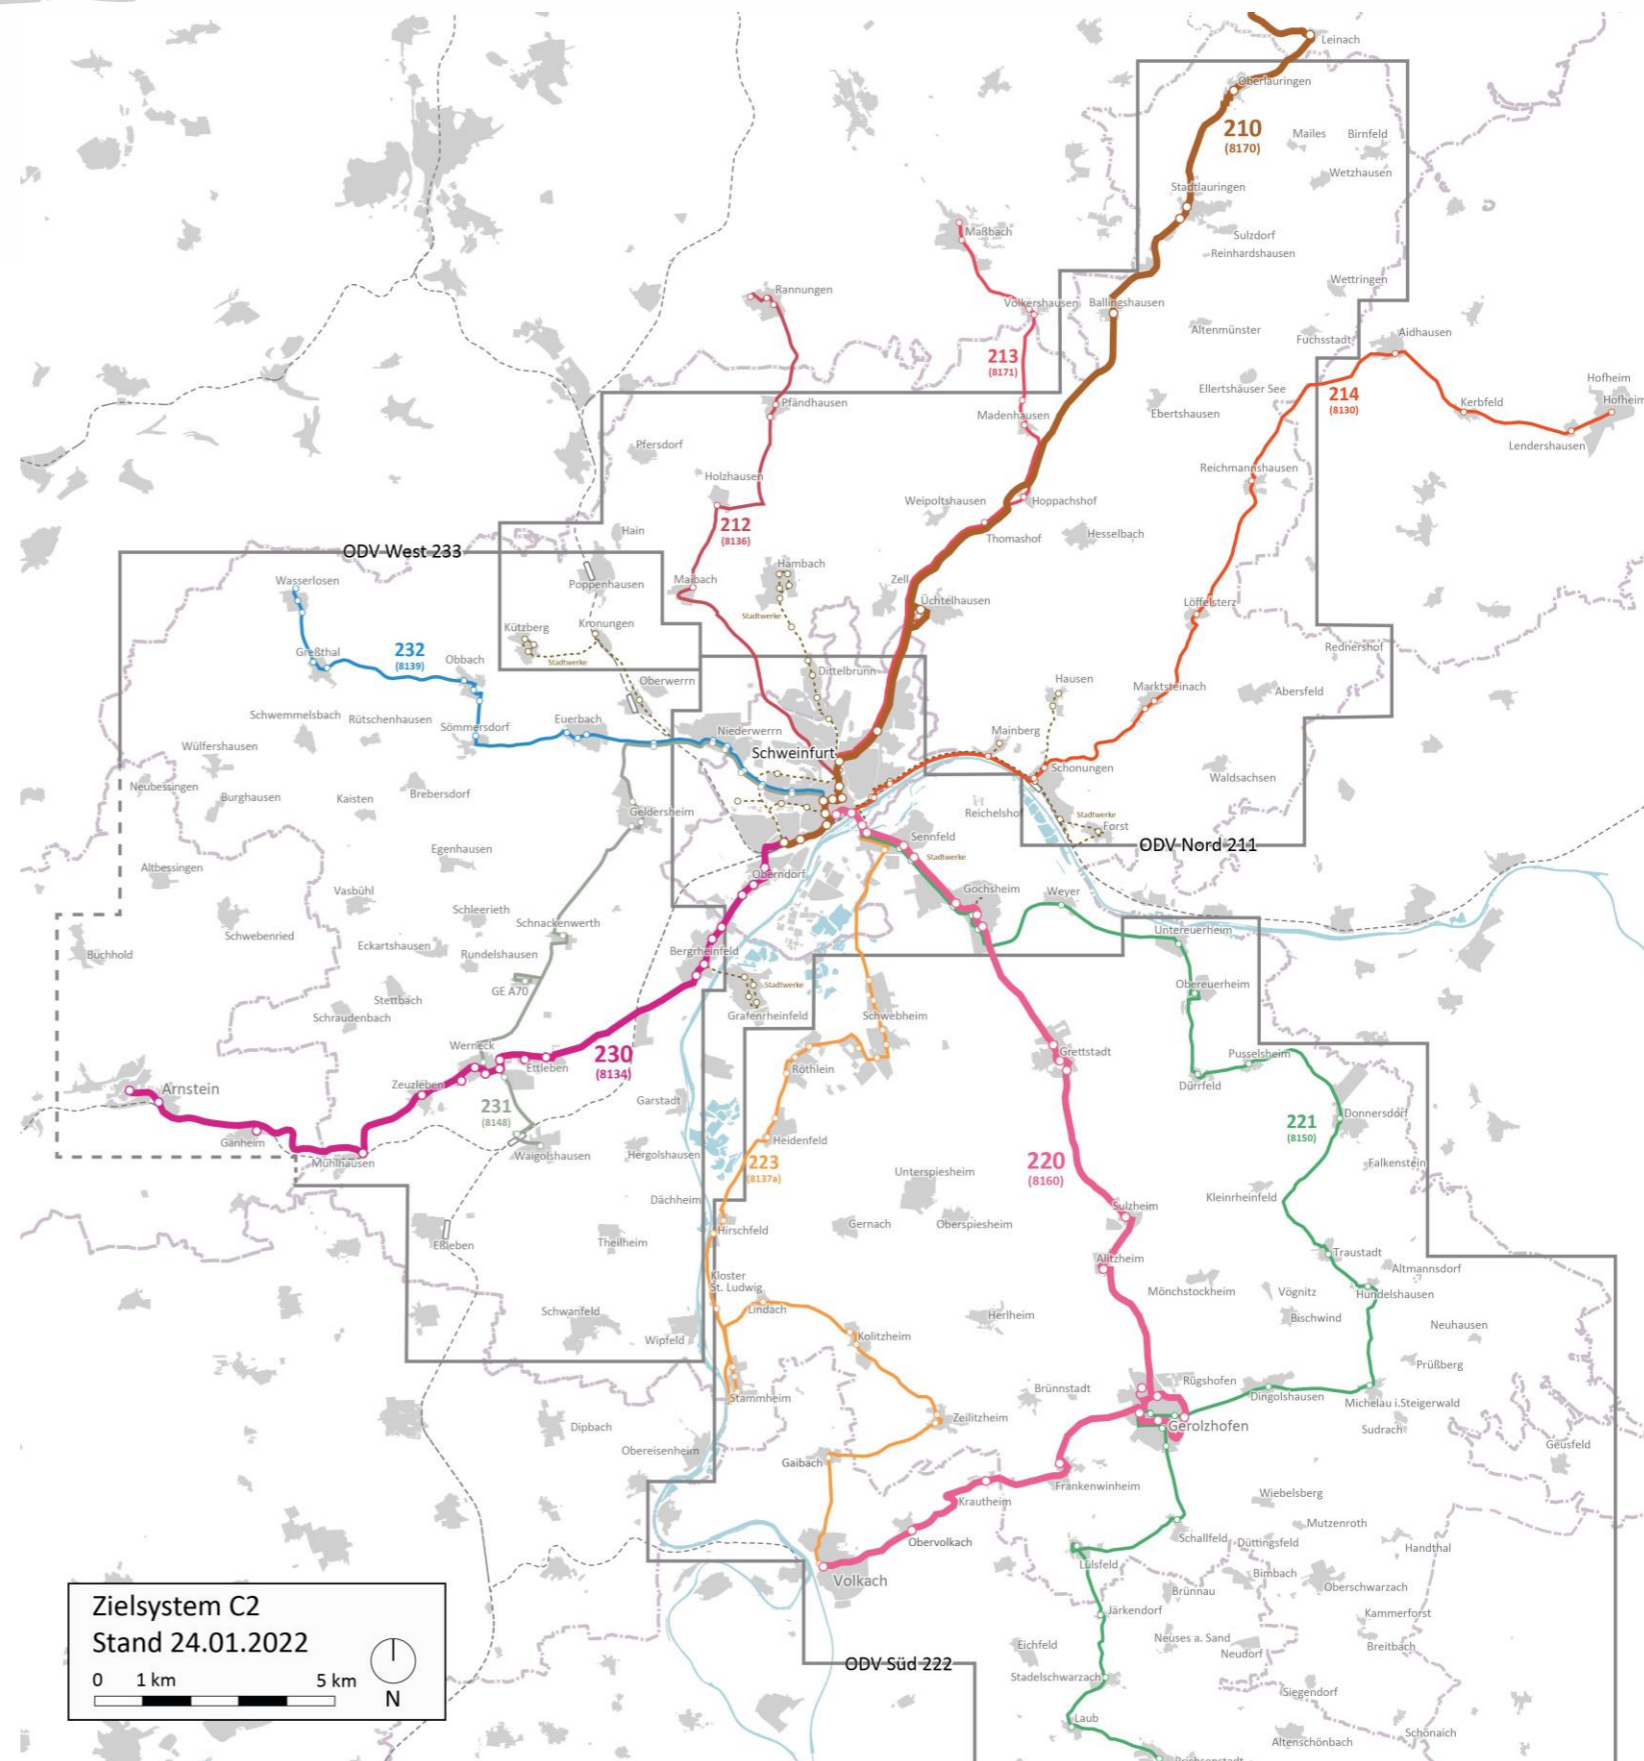 Leinach
Oberlauringen
210
(8170)
Mailes
Birnfeld
Wetzhausen
Stadtlauringen
Maßbach
Sulzdorf
Reinhardshausen
Wettringen
Rannungen
Volkershausen
Ballingshausen
Altenmünster
Fuchsstadt
Aidhausen
213
(8171)
Hofheim
Hofheim
Ellertshäuser See
214
(8130)
Kerbfeld
Pfändhausen
Madenhausen
Ebertshausen
Pfersdorf
Lendershausen
Holzhausen
Reichmannshausen
Weipoltshausen
Hoppachshof
212
(8136)
Hain
Thomashof
Hesselbach
ODV West 233
Wasserlosen
Poppenhausen
Maibach
Hambach
Zell
Üchtelhausen
Löffelsterz
Stadtwerke
Kützberg
Kronungen
232
(8139)
Greßthal
Obbach
Stadtwerke
Rednershof
Oberwerrn
Dittelbrunn
Hausen
Marktsteinach
Abersfeld
Schwemmelsbach
Rütschenhausen
Sömmersdorf
Euerbach
Niederwerrn
Mainberg
Wülfershausen
Schweinfurt
Schonungen
Waldsachsen
Neubessingen
Burghausen
Kaisten
Brebersdorf
Geldersheim
Reichelshof
Stadtwerke
Forst
Sennfeld
ODV Nord 211
Egenhausen
Stadtwerke
Altbessingen
Oberndorf
Vasbühl
Gochsheim
Weyer
Schleerieth
Schnackenwerth
Schwebenried
Untereuerheim
Eckartshausen
Rundelshausen
Büchhold
Bergrheinfeld
GE A70
Stadtwerke
Obereuerheim
Stettbach
Schraudenbach
Grafenrheinfeld
Schwebheim
Werneck
230
(8134)
Grettstadt
Pusselsheim
Ettleben
Röthlein
Zeuzleben
Arnstein
Dürrfeld
231
(8148)
Garstadt
Donnersdorf
221
(8150)
Gänheim
Heidenfeld
Mühlhausen
Waigolshausen
Hergolshausen
223
(8137a)
220
(8160)
Falkenstein
Unterspiesheim
Kleinrheinfeld
Dächheim
Sulzheim
Hirschfeld
Gernach
Oberspiesheim
Eßleben
Theilheim
Traustadt
Alitzheim
Altmannsdorf
Kloster
St. Ludwig
Mönchstockheim
Vögnitz
Hundelshausen
Schwanfeld
Lindach
Herlheim
Bischwind
Neuhausen
Wipfeld
Kolitzheim
Prüßberg
Rügshofen
Brünnstadt
Stammheim
Dingolshausen
Michelau i.Steigerwald
Zeilitzheim
Dipbach
Gerolzhofen
Sudrach
Obereisenheim
Geusfeld
Gaibach
Frankenwinheim
Krautheim
Wiebelsberg
Mutzenroth
Obervolkach
Schallfeld
Düttingsfeld
Handthal
Lülsfeld
Volkach
Bimbach
Oberschwarzach
Brünnau
Järkendorf
Kammerforst
Neuses a. Sand
Eichfeld
Breitbach
Neudorf
ODV Süd 222
Stadelschwarzach
Siegendorf
Laub
Schönaich
Altenschönbach
Zielsystem C2
Stand 24.01.2022
0 1 km 5 km
N